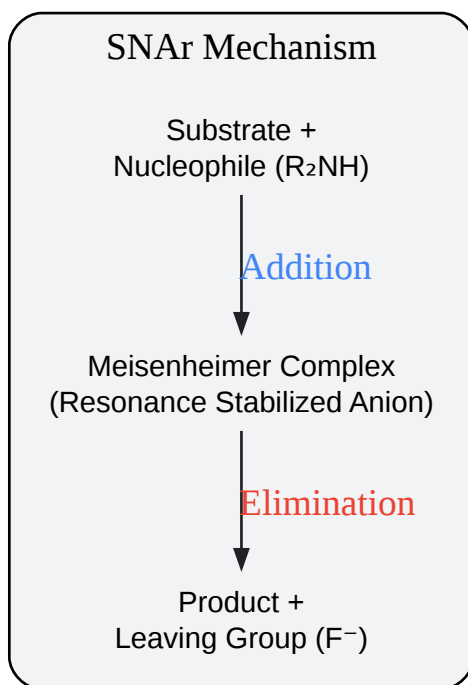 SNAr Mechanism
Substrate +
Nucleophile (R₂NH)
Addition
Meisenheimer Complex
(Resonance Stabilized Anion)
Elimination
Product +
Leaving Group (F⁻)